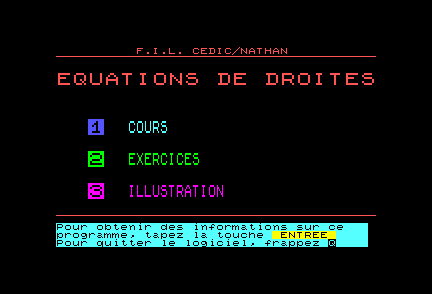 F.I.L. CEDIC/NATHAN
EQUATIONS DE DROITES
1 COURS
2 EXERCICES
3 ILLUSTRATION
Pour obtenir des informations sur ce
programme, tapez la touche ENTREE
Pour quitter le logiciel, frappez Q